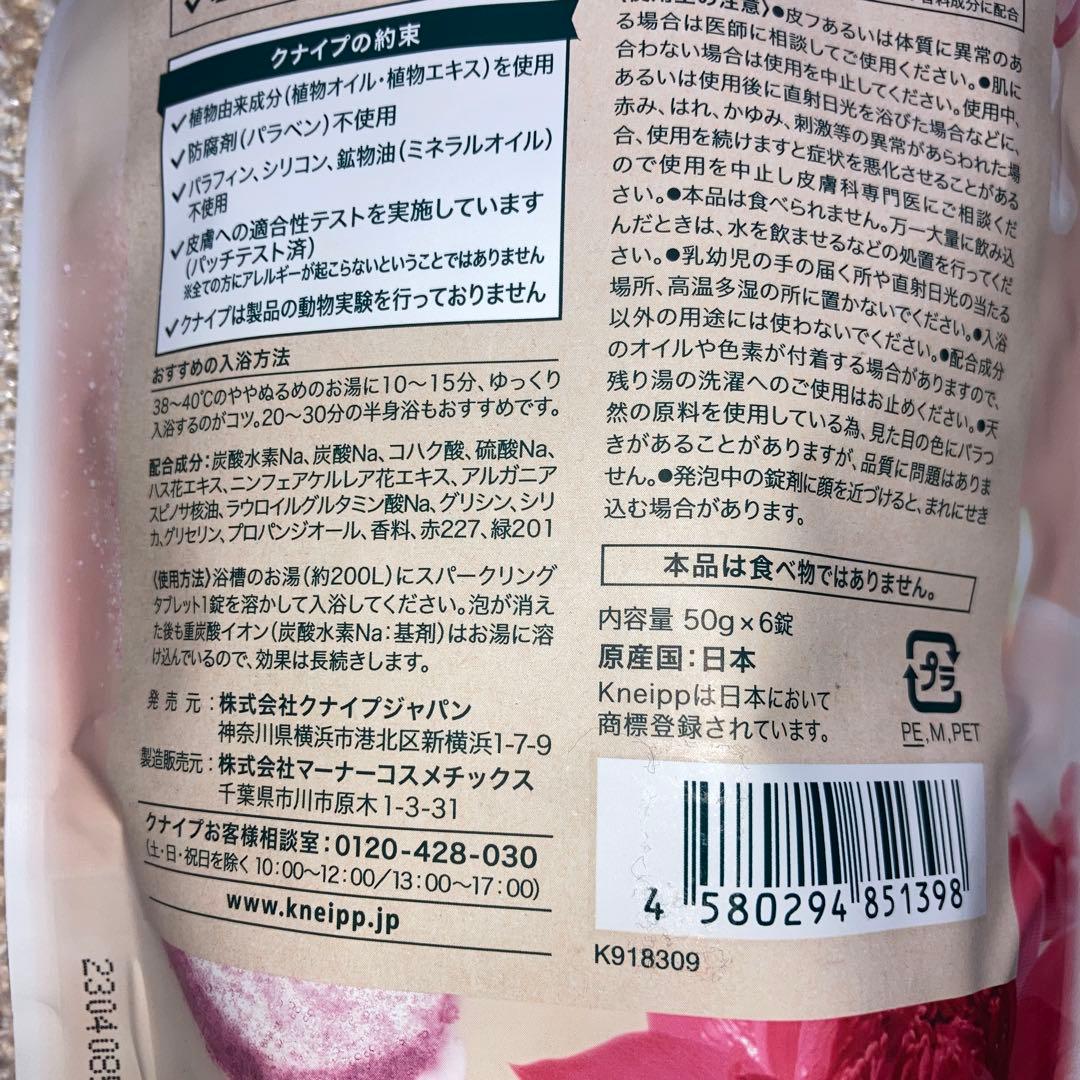 クナイプの約束
✓植物由来成分(植物オイル・植物エキス)を使用
✓防腐剤(パラベン)不使用
✓パラフィン、シリコン、鉱物油(ミネラルオイル)
不使用
✓皮膚への適合性テストを実施しています
(パッチテスト済)
※全ての方にアレルギーが起こらないということではありません
✓クナイプは製品の動物実験を行っておりません
おすすめの入浴方法
38〜40℃のややぬるめのお湯に10〜15分、ゆっくり
入浴するのがコツ。20〜30分の半身浴もおすすめです。
配合成分:炭酸水素Na、炭酸Na、コハク酸、硫酸Na、
ハス花エキス、ニンフェアケルレア花エキス、アルガニア
スピノサ核油、ラウロイルグルタミン酸Na、グリシン、シリ
カ、グリセリン、プロパンジオール、香料、赤227、緑201
〈使用方法〉浴槽のお湯(約200L)にスパークリング
タブレット1錠を溶かして入浴してください。泡が消え
た後も重炭酸イオン(炭酸水素Na:基剤)はお湯に溶
け込んでいるので、効果は長続きします。
発売元:株式会社クナイプジャパン
神奈川県横浜市港北区新横浜1-7-9
製造販売元:株式会社マーナーコスメチックス
千葉県市川市原木1-3-31
クナイプお客様相談室:0120-428-030
(土・日・祝日を除く 10:00〜12:00/13:00〜17:00)
www.kneipp.jp
香料成分に配合
〈使用上の注意〉●皮フあるいは体質に異常のあ
る場合は医師に相談してご使用ください。●肌に
合わない場合は使用を中止してください。使用中、
あるいは使用後に直射日光を浴びた場合などに、
赤み、はれ、かゆみ、刺激等の異常があらわれた場
合、使用を続けますと症状を悪化させることがある
ので使用を中止し皮膚科専門医にご相談くだ
さい。●本品は食べられません。万一大量に飲み込
んだときは、水を飲ませるなどの処置を行ってくだ
さい。●乳幼児の手の届く所や直射日光の当たる
場所、高温多湿の所に置かないでください。●入浴
以外の用途には使わないでください。●配合成分
のオイルや色素が付着する場合がありますので、
残り湯の洗濯へのご使用はお止めください。●天
然の原料を使用している為、見た目の色にバラつ
きがあることがありますが、品質に問題はありま
せん。●発泡中の錠剤に顔を近づけると、まれにせき
込む場合があります。
本品は食べ物ではありません。
内容量 50g×6錠
原産国:日本
Kneippは日本において
商標登録されています。
プラ
PE,M,PET
4 580294 851398
K918309